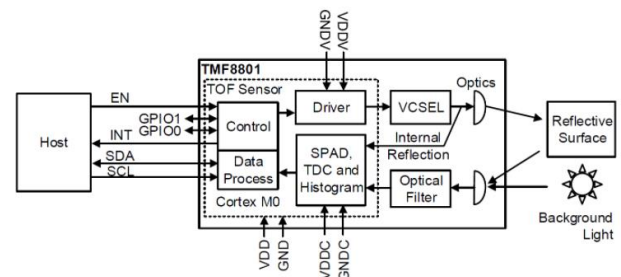 GNDV
VDDV
TMF8801
TOF Sensor
Optics
EN
GPIO1
GPIO0
INT
SDA
SCL
Host
Control
Data
Process
Cortex M0
Driver
VCSEL
Internal
Reflection
SPAD,
TDC and
Histogram
Optical
Filter
Reflective
Surface
Background
Light
VDD
GND
VDDC
GNDC